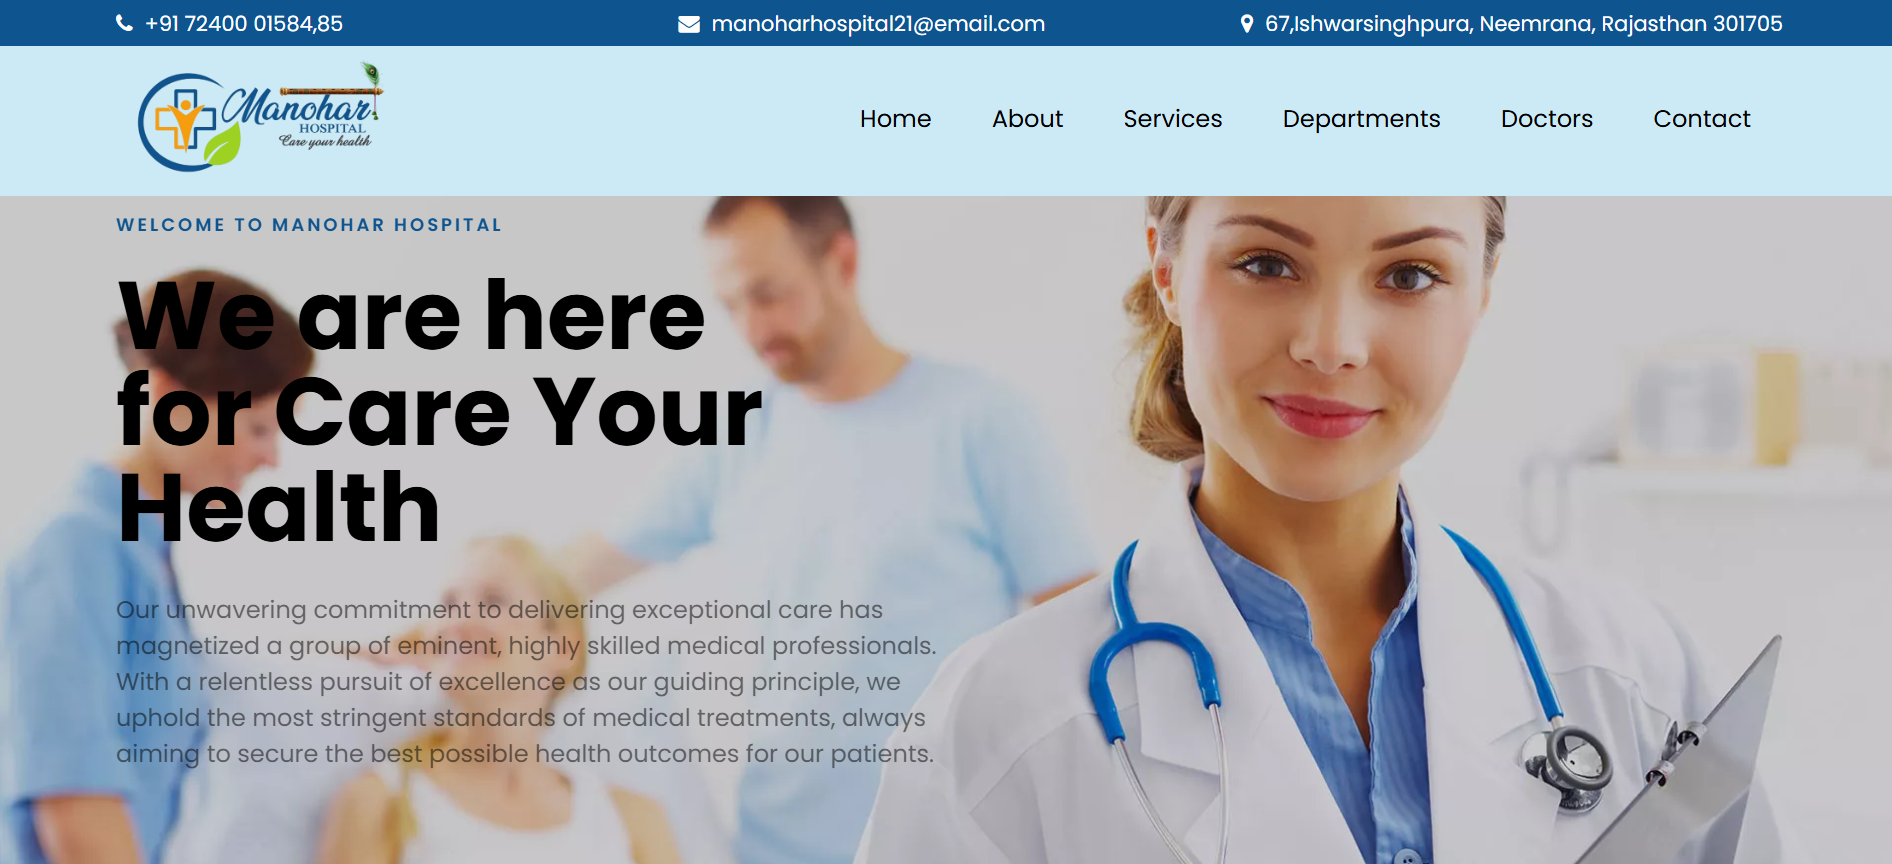 +91 72400 01584,85
manoharhospital21@email.com
67,Ishwarsinghpura, Neemrana, Rajasthan 301705
Manohar
HOSPITAL
Care your health
Home
About
Services
Departments
Doctors
Contact
WELCOME TO MANOHAR HOSPITAL
We are here
for Care Your
Health
Our unwavering commitment to delivering exceptional care has
magnetized a group of eminent, highly skilled medical professionals.
With a relentless pursuit of excellence as our guiding principle, we
uphold the most stringent standards of medical treatments, always
aiming to secure the best possible health outcomes for our patients.